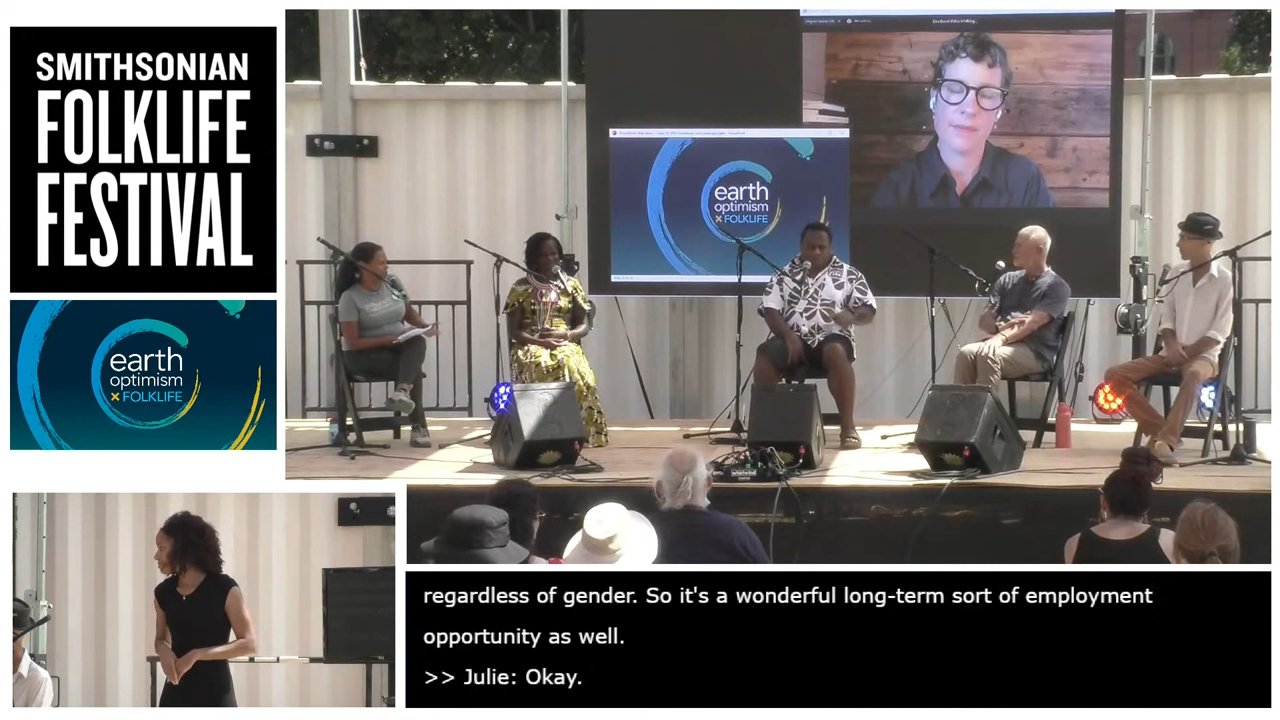 SMITHSONIAN
FOLKLIFE
FESTIVAL
earth
optimism
× FOLKLIFE
earth
optimism
× FOLKLIFE
regardless of gender. So it's a wonderful long-term sort of employment
opportunity as well.
>> Julie: Okay.